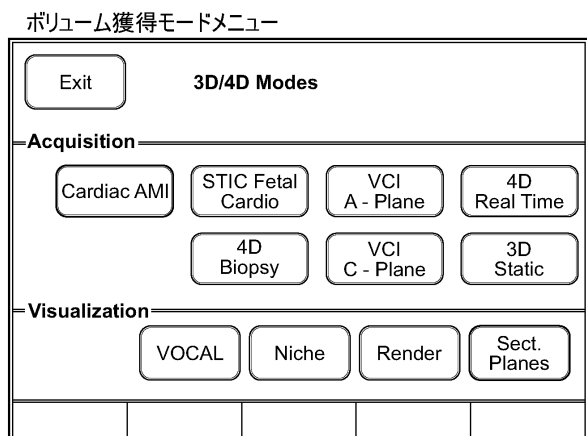 ボリューム獲得モードメニュー
Exit
3D/4D Modes
Acquisition
Cardiac AMI
STIC Fetal
Cardio
VCI
A - Plane
4D
Real Time
4D
Biopsy
VCI
C - Plane
3D
Static
Visualization
VOCAL
Niche
Render
Sect.
Planes